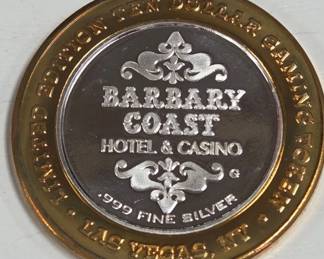 LIMITED EDITION TEN DOLLAR GAMING TOKEN
BARBARY
COAST
HOTEL & CASINO
G
.999 FINE SILVER
• LAS VEGAS, NV •